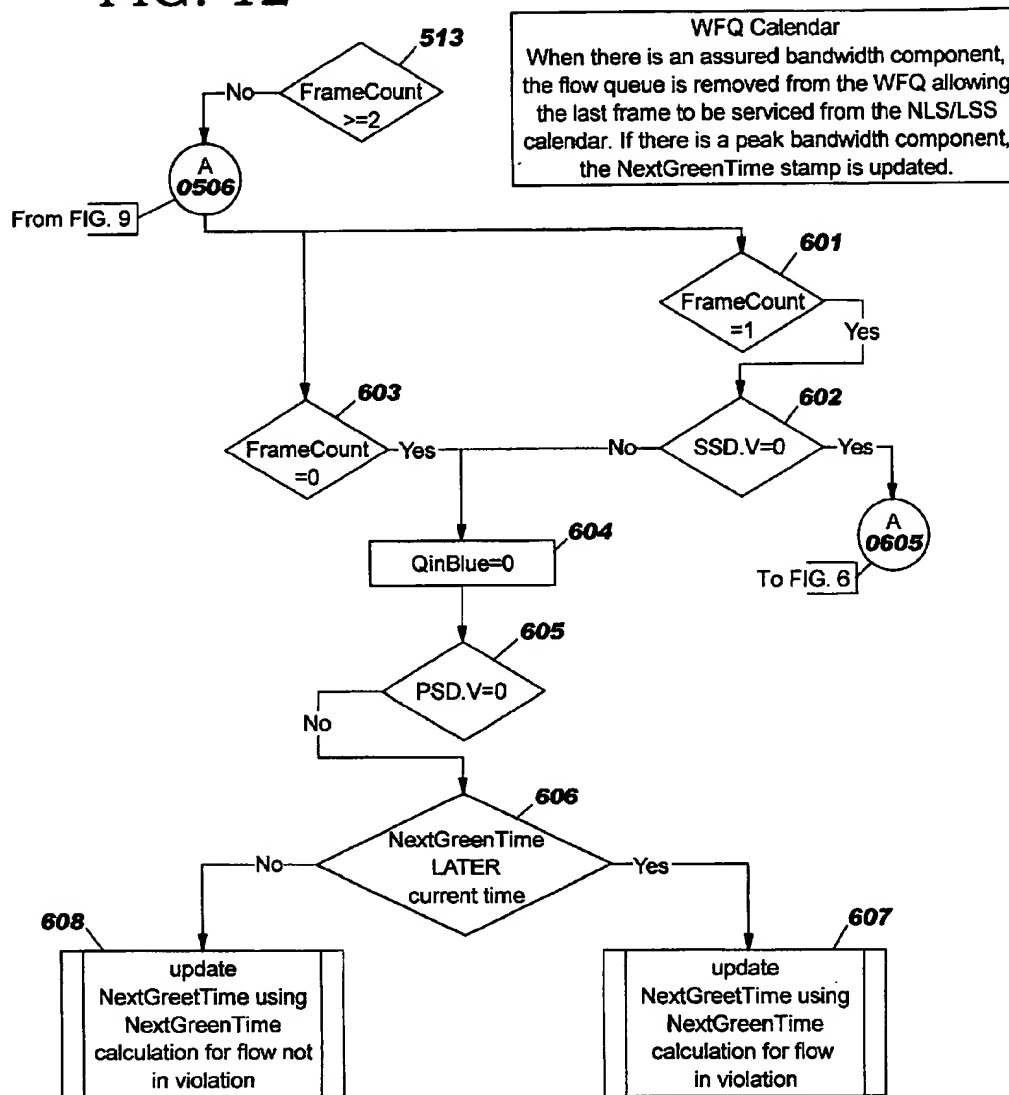 FIG. 12
WFQ Calendar
When there is an assured bandwidth component,
the flow queue is removed from the WFQ allowing
the last frame to be serviced from the NLS/LSS
calendar. If there is a peak bandwidth component,
the NextGreenTime stamp is updated.
513
FrameCount
>=2
No
A
0506
From FIG. 9
601
FrameCount
=1
Yes
603
FrameCount
=0
Yes
602
SSD.V=0
No
Yes
A
0605
To FIG. 6
604
QinBlue=0
605
PSD.V=0
No
606
NextGreenTime
LATER
current time
No
Yes
608
update
NextGreetTime using
NextGreenTime
calculation for flow not
in violation
607
update
NextGreetTime using
NextGreenTime
calculation for flow
in violation